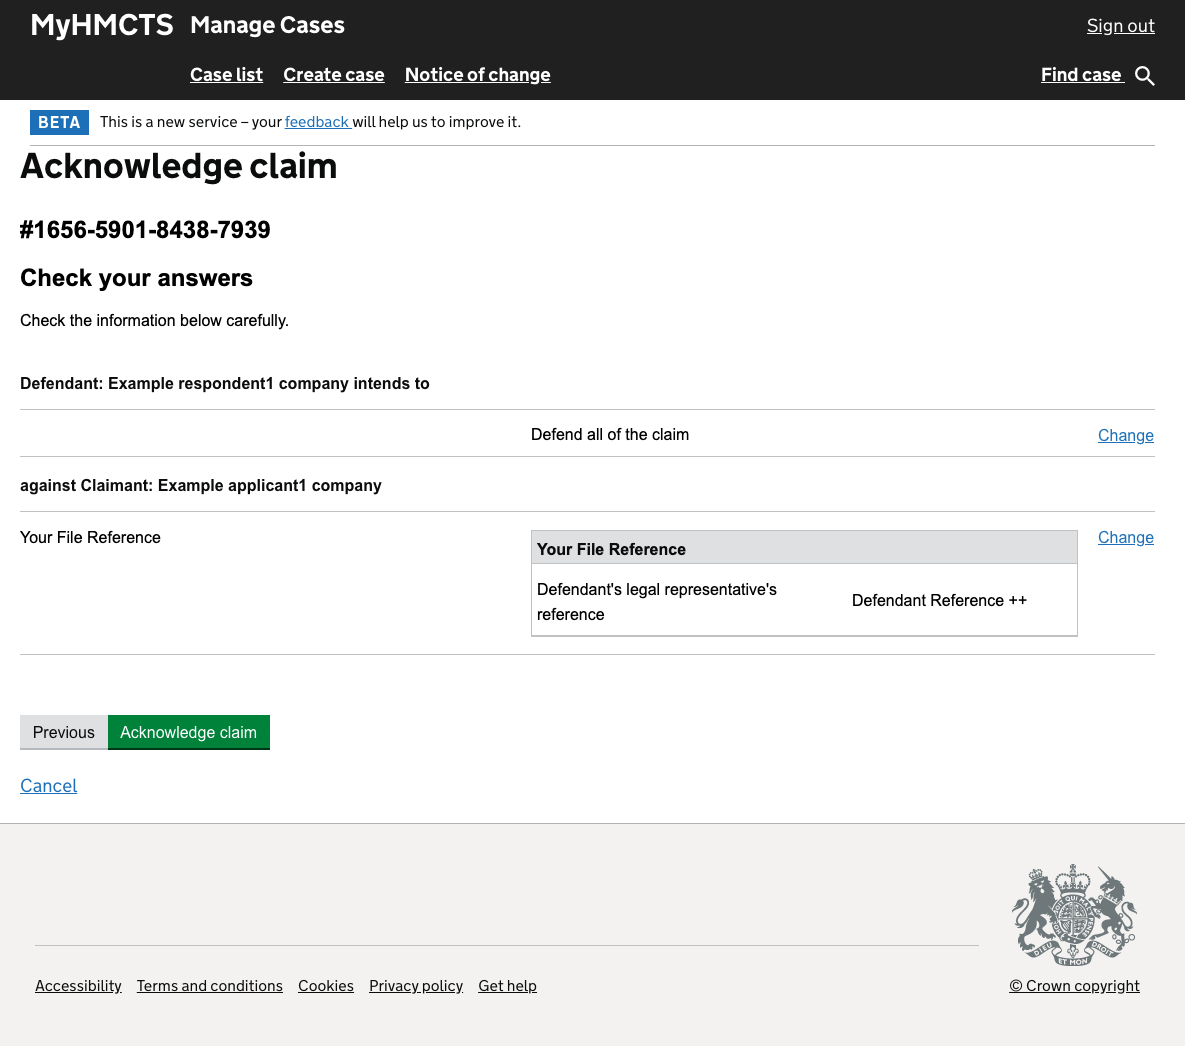 MyHMCTS Manage Cases Sign out
Case list Create case Notice of change Find case
BETA This is a new service – your feedback will help us to improve it.
Acknowledge claim
#1656-5901-8438-7939
Check your answers
Check the information below carefully.
Defendant: Example respondent1 company intends to
Defend all of the claim Change
against Claimant: Example applicant1 company
Your File Reference Change
Your File Reference
Defendant's legal representative's
reference
Defendant Reference ++
Previous Acknowledge claim
Cancel
DIEU ET MON DROIT
Accessibility Terms and conditions Cookies Privacy policy Get help © Crown copyright